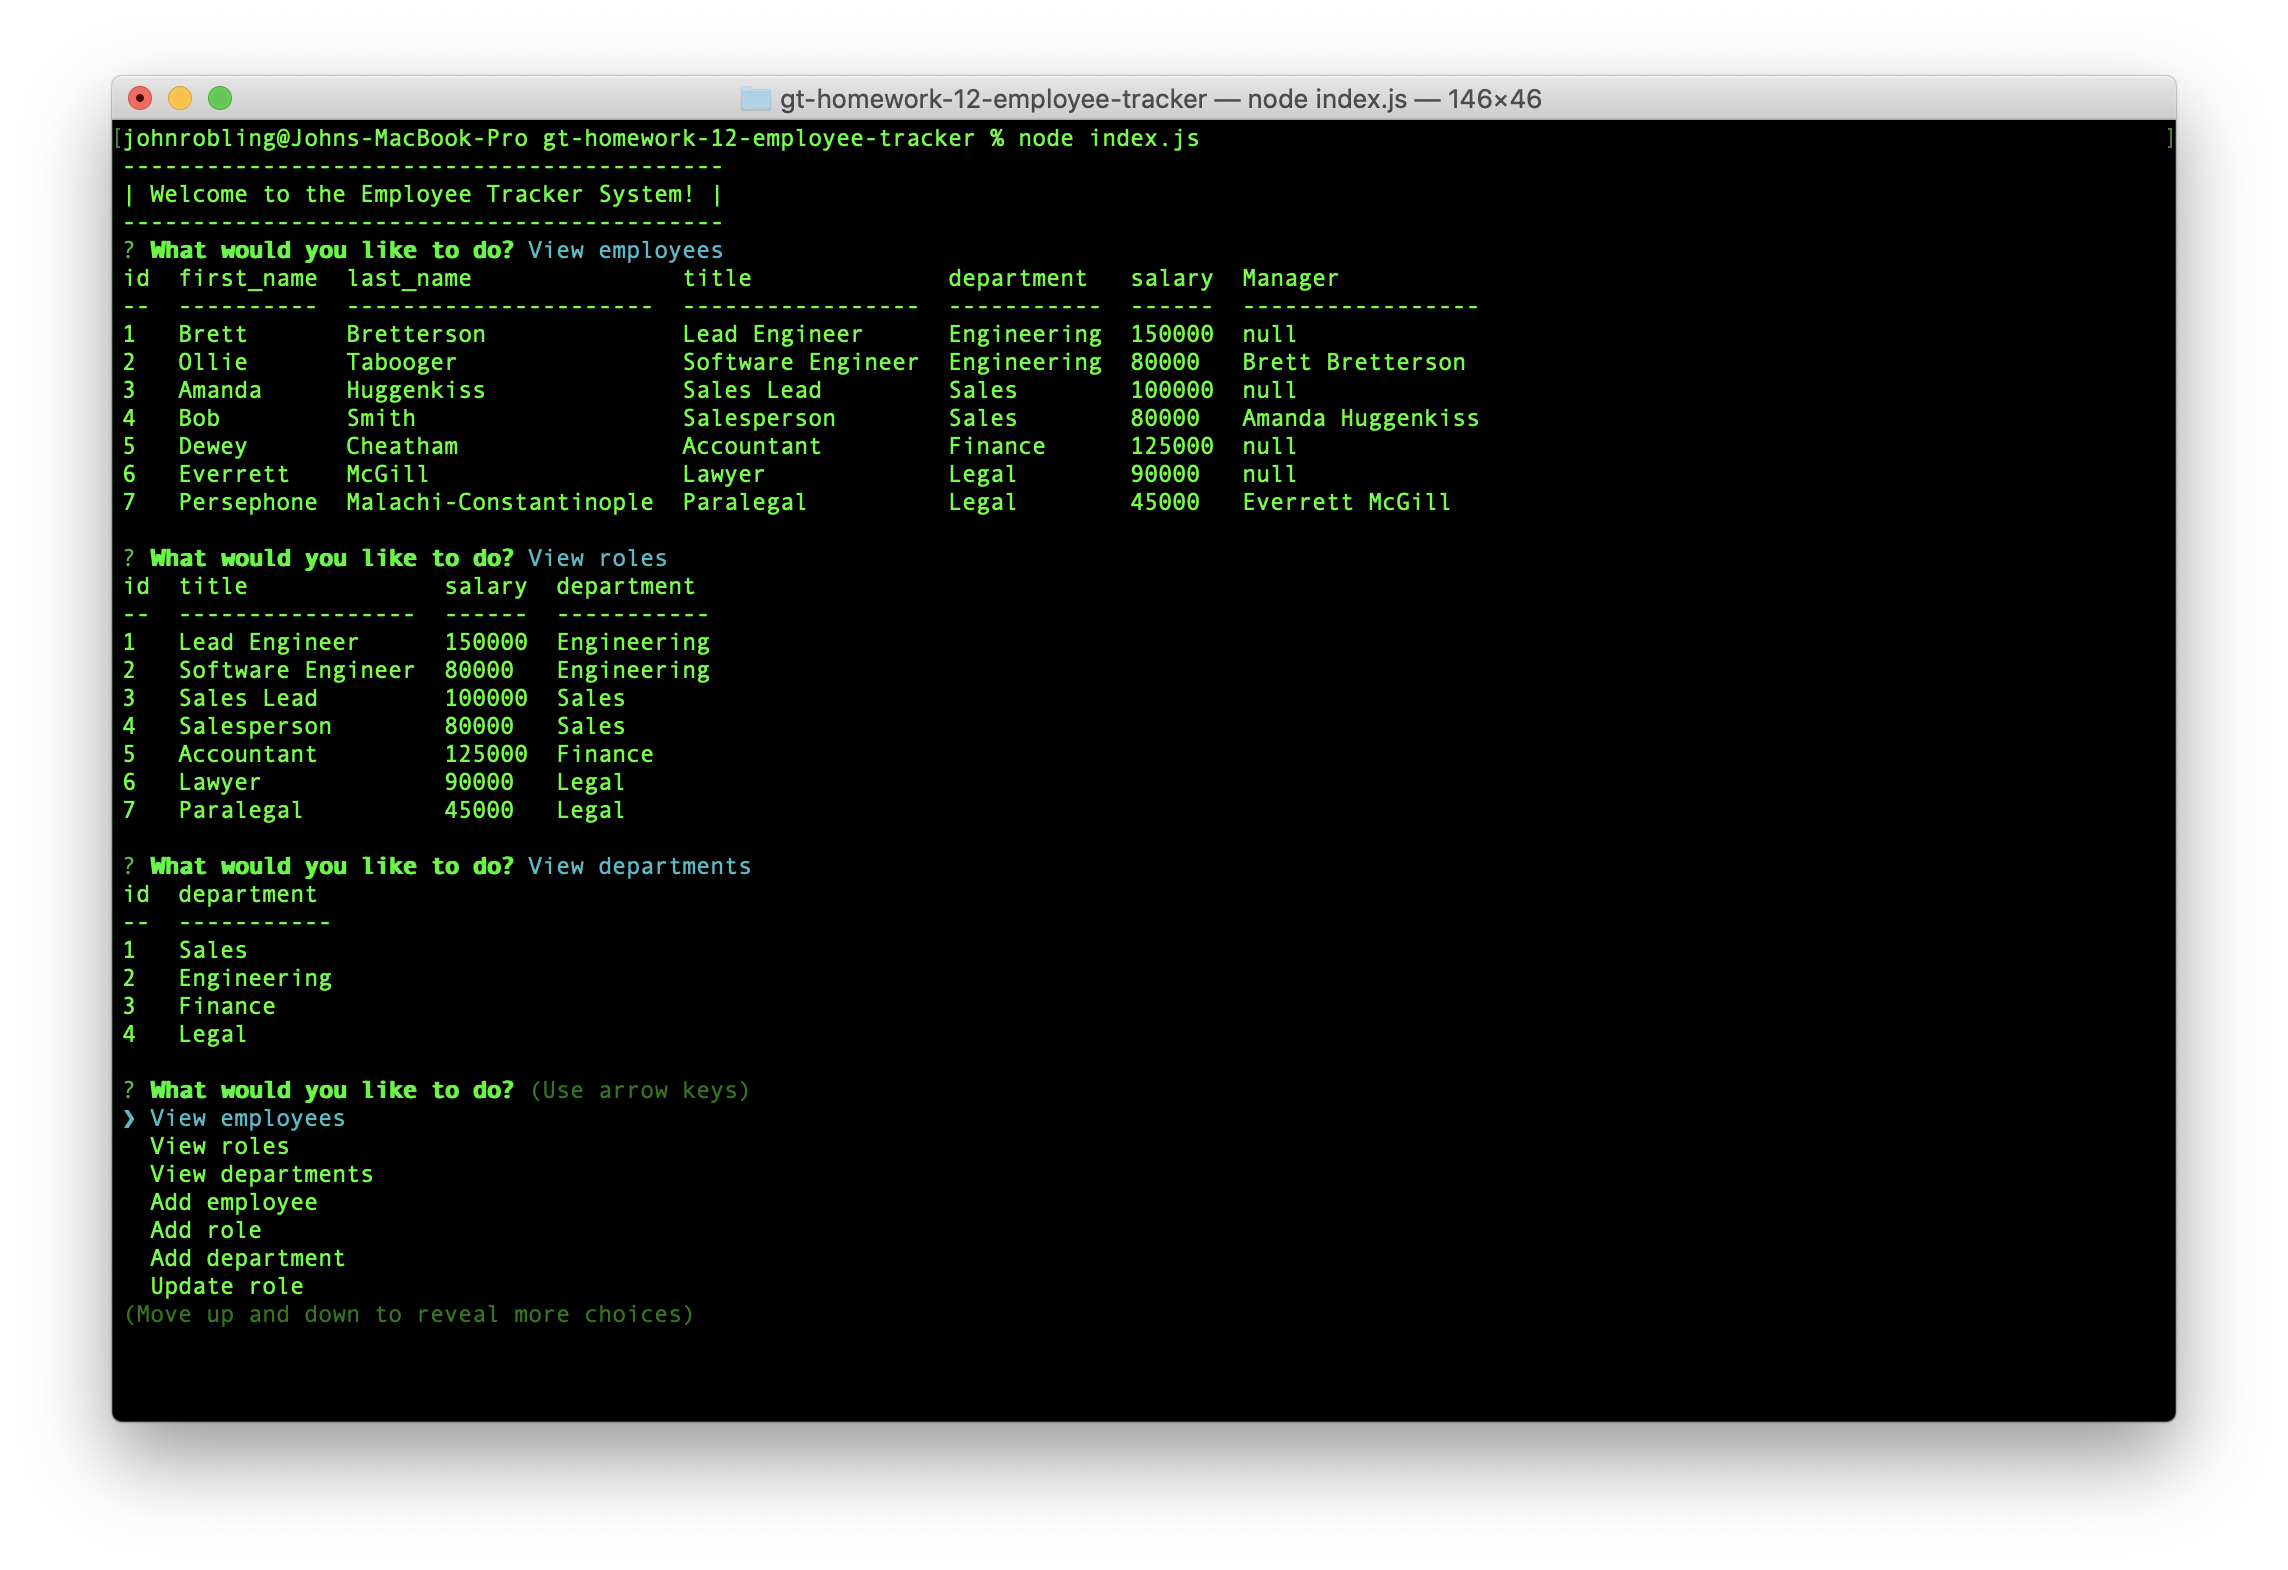 gt-homework-12-employee-tracker — node index.js — 146×46
[johnrobling@Johns-MacBook-Pro gt-homework-12-employee-tracker % node index.js ]
-------------------------------------------
| Welcome to the Employee Tracker System! |
-------------------------------------------
? What would you like to do? View employees
id  first_name  last_name               title              department   salary  Manager
--  ----------  ----------------------  -----------------  -----------  ------  -----------------
1   Brett       Bretterson              Lead Engineer      Engineering  150000  null
2   Ollie       Tabooger                Software Engineer  Engineering  80000   Brett Bretterson
3   Amanda      Huggenkiss              Sales Lead         Sales        100000  null
4   Bob         Smith                   Salesperson        Sales        80000   Amanda Huggenkiss
5   Dewey       Cheatham                Accountant         Finance      125000  null
6   Everrett    McGill                  Lawyer             Legal        90000   null
7   Persephone  Malachi-Constantinople  Paralegal          Legal        45000   Everrett McGill

? What would you like to do? View roles
id  title              salary  department
--  -----------------  ------  -----------
1   Lead Engineer      150000  Engineering
2   Software Engineer  80000   Engineering
3   Sales Lead         100000  Sales
4   Salesperson        80000   Sales
5   Accountant         125000  Finance
6   Lawyer             90000   Legal
7   Paralegal          45000   Legal

? What would you like to do? View departments
id  department
--  -----------
1   Sales
2   Engineering
3   Finance
4   Legal

? What would you like to do? (Use arrow keys)
❯ View employees
  View roles
  View departments
  Add employee
  Add role
  Add department
  Update role
(Move up and down to reveal more choices)